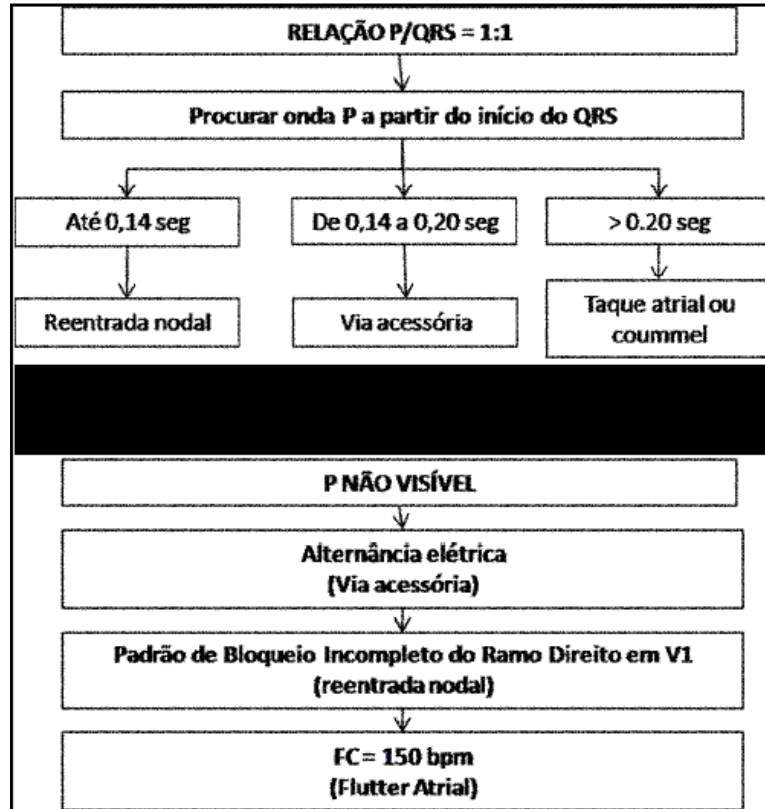 RELAÇÃO P/QRS = 1:1
Procurar onda P a partir do início do QRS
Até 0,14 seg
De 0,14 a 0,20 seg
> 0.20 seg
Reentrada nodal
Via acessória
Taque atrial ou
coummel
P NÃO VISÍVEL
Alternância elétrica
(Via acessória)
Padrão de Bloqueio Incompleto do Ramo Direito em V1
(reentrada nodal)
FC= 150 bpm
(Flutter Atrial)